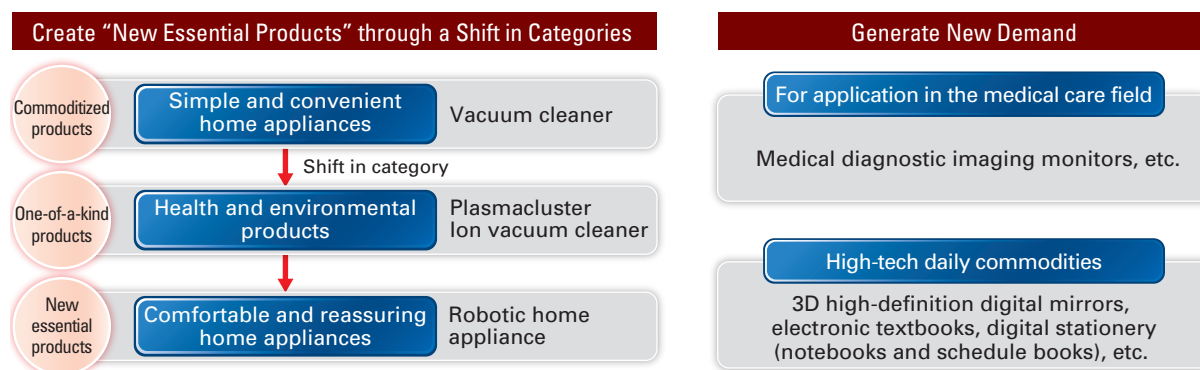 Create “New Essential Products” through a Shift in Categories
Commoditized
products
Simple and convenient
home appliances
Vacuum cleaner
Shift in category
One-of-a-kind
products
Health and environmental
products
Plasmacluster
Ion vacuum cleaner
New
essential
products
Comfortable and reassuring
home appliances
Robotic home
appliance
Generate New Demand
For application in the medical care field
Medical diagnostic imaging monitors, etc.
High-tech daily commodities
3D high-definition digital mirrors,
electronic textbooks, digital stationery
(notebooks and schedule books), etc.